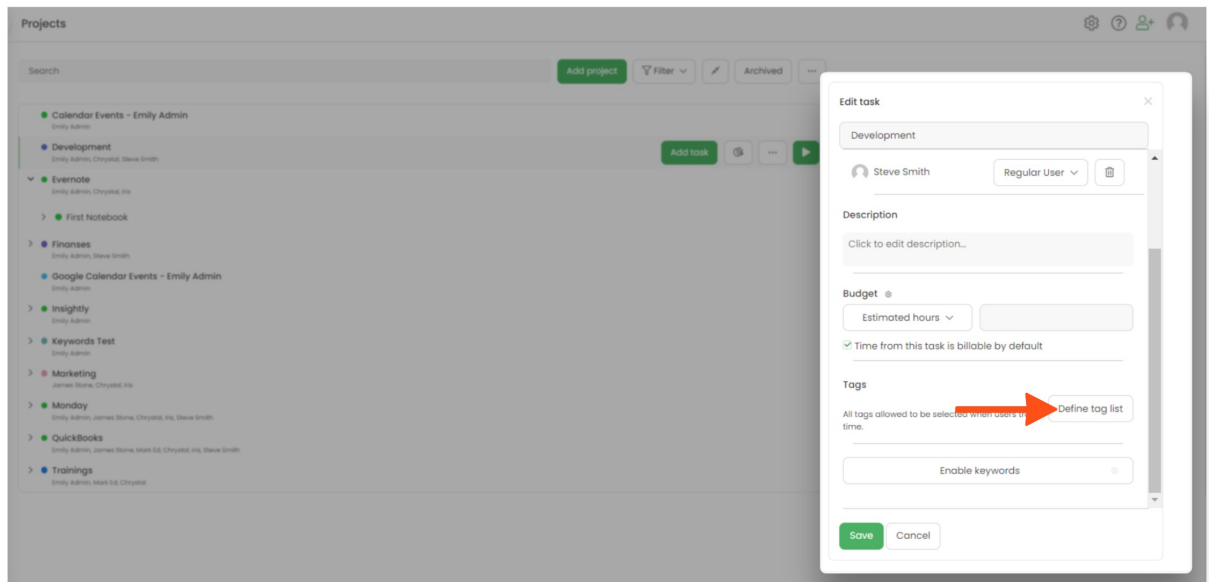 Projects
Search
Add project
Filter
Archived
Calendar Events - Emily Admin
Emily Admin
Development
Emily Admin, Chrystal, Steve Smith
Add task
Evernote
Emily Admin, Chrystal, Iris
First Notebook
Finanses
Emily Admin, Steve Smith
Google Calendar Events - Emily Admin
Emily Admin
Insightly
Emily Admin
Keywords Test
Emily Admin
Marketing
James Stone, Chrystal, Iris
Monday
Emily Admin, James Stone, Chrystal, Iris, Steve Smith
QuickBooks
Emily Admin, James Stone, Mark Ed, Chrystal, Iris, Steve Smith
Trainings
Emily Admin, Mark Ed, Chrystal
Edit task
Development
Steve Smith
Regular User
Description
Click to edit description...
Budget
Estimated hours
Time from this task is billable by default
Tags
All tags allowed to be selected when users
time.
Define tag list
Enable keywords
Save
Cancel